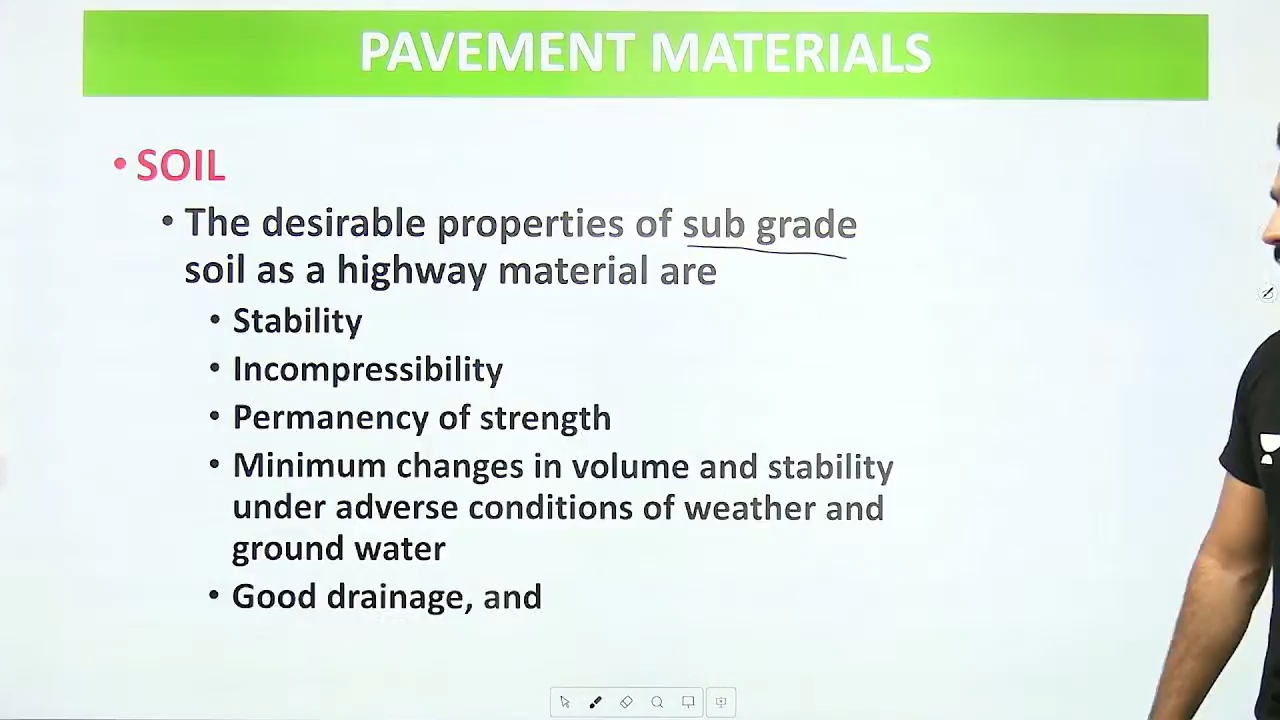 PAVEMENT MATERIALS
• SOIL
• The desirable properties of sub grade
soil as a highway material are
• Stability
• Incompressibility
• Permanency of strength
• Minimum changes in volume and stability
under adverse conditions of weather and
ground water
• Good drainage, and